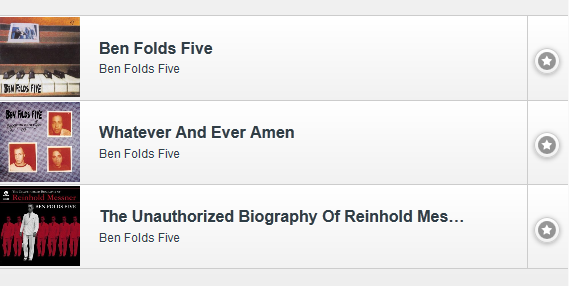 BEN FOLDS FIVE
Ben Folds Five
Ben Folds Five
BEN FOLDS FIVE
Whatever And Ever Amen
Ben Folds Five
Reinhold Messner
BEN FOLDS FIVE
The Unauthorized Biography Of Reinhold Mes...
Ben Folds Five